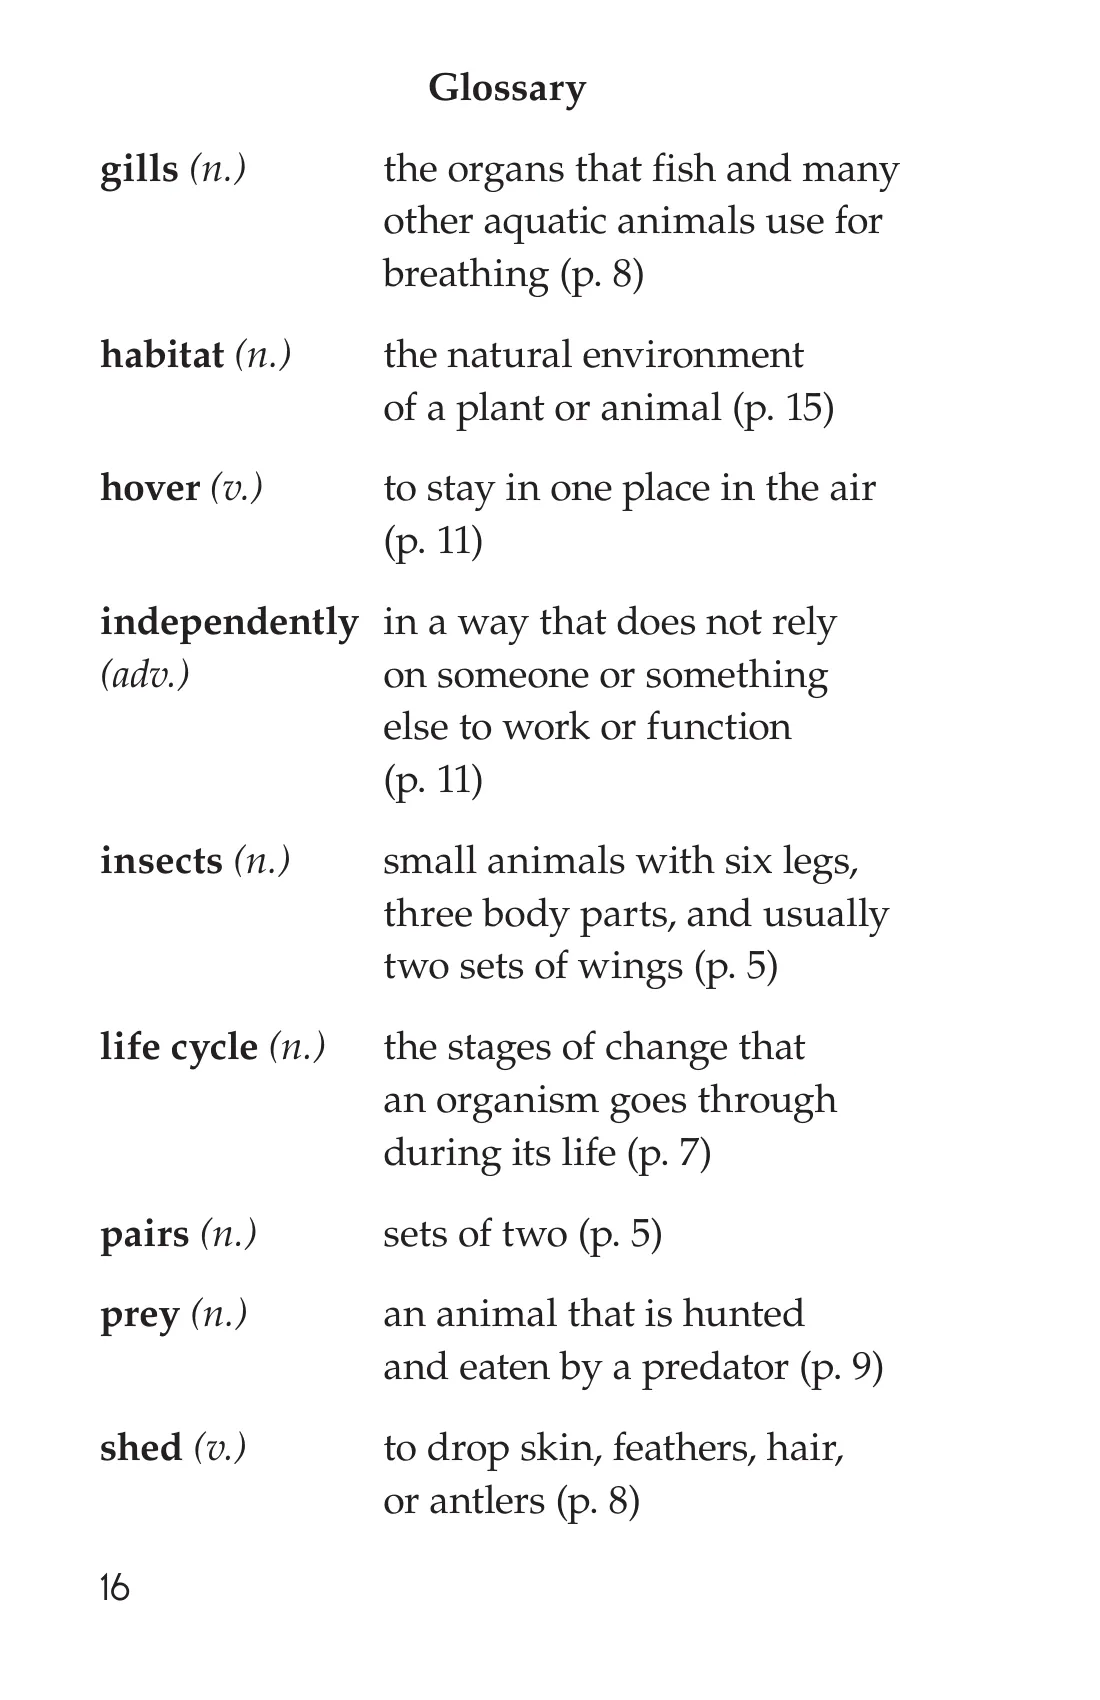 Glossary
gills (n.) the organs that fish and many
other aquatic animals use for
breathing (p. 8)
habitat (n.) the natural environment
of a plant or animal (p. 15)
hover (v.) to stay in one place in the air
(p. 11)
independently in a way that does not rely
(adv.) on someone or something
else to work or function
(p. 11)
insects (n.) small animals with six legs,
three body parts, and usually
two sets of wings (p. 5)
life cycle (n.) the stages of change that
an organism goes through
during its life (p. 7)
pairs (n.) sets of two (p. 5)
prey (n.) an animal that is hunted
and eaten by a predator (p. 9)
shed (v.) to drop skin, feathers, hair,
or antlers (p. 8)
16